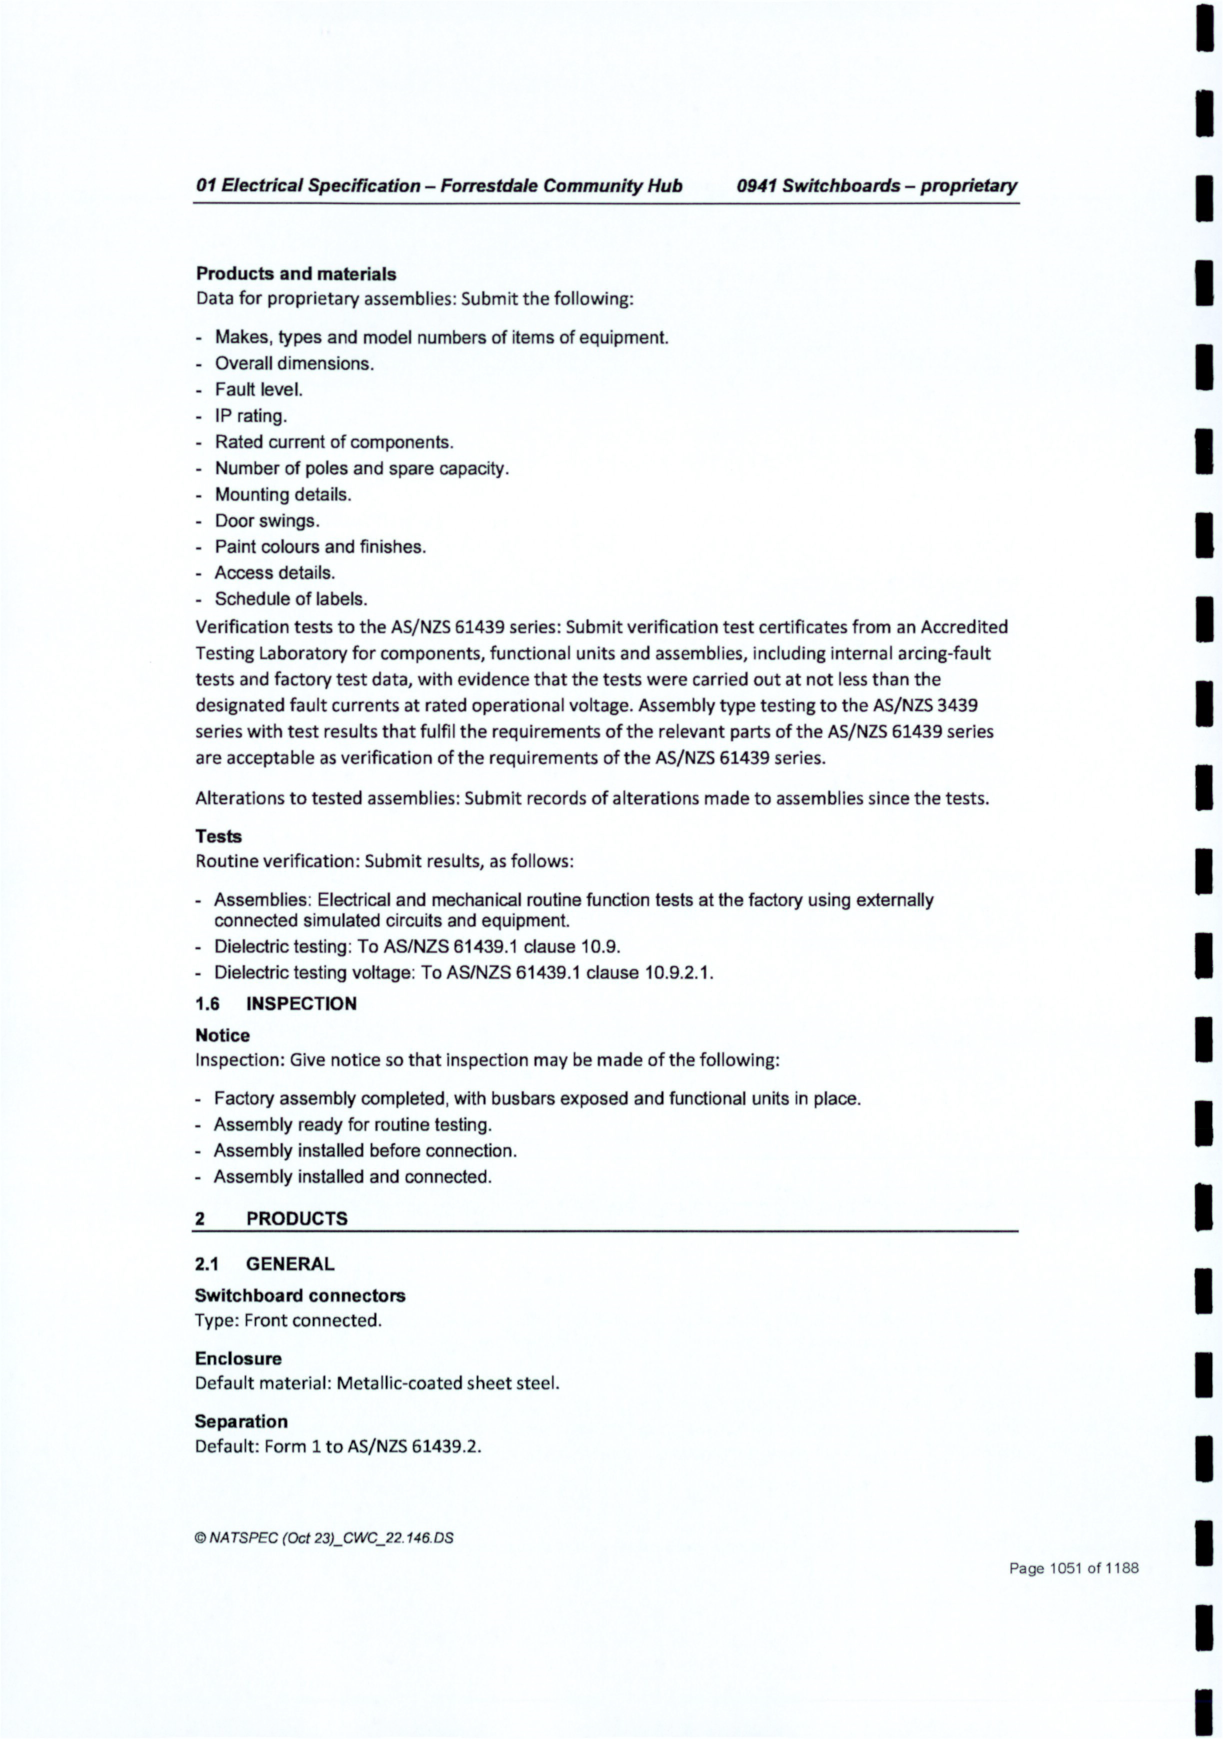 01 Electrical Specification – Forrestdale Community Hub 0941 Switchboards – proprietary
Products and materials
Data for proprietary assemblies: Submit the following:
- Makes, types and model numbers of items of equipment.
- Overall dimensions.
- Fault level.
- IP rating.
- Rated current of components.
- Number of poles and spare capacity.
- Mounting details.
- Door swings.
- Paint colours and finishes.
- Access details.
- Schedule of labels.
Verification tests to the AS/NZS 61439 series: Submit verification test certificates from an Accredited
Testing Laboratory for components, functional units and assemblies, including internal arcing-fault
tests and factory test data, with evidence that the tests were carried out at not less than the
designated fault currents at rated operational voltage. Assembly type testing to the AS/NZS 3439
series with test results that fulfil the requirements of the relevant parts of the AS/NZS 61439 series
are acceptable as verification of the requirements of the AS/NZS 61439 series.
Alterations to tested assemblies: Submit records of alterations made to assemblies since the tests.
Tests
Routine verification: Submit results, as follows:
- Assemblies: Electrical and mechanical routine function tests at the factory using externally
connected simulated circuits and equipment.
- Dielectric testing: To AS/NZS 61439.1 clause 10.9.
- Dielectric testing voltage: To AS/NZS 61439.1 clause 10.9.2.1.
1.6 INSPECTION
Notice
Inspection: Give notice so that inspection may be made of the following:
- Factory assembly completed, with busbars exposed and functional units in place.
- Assembly ready for routine testing.
- Assembly installed before connection.
- Assembly installed and connected.
2 PRODUCTS
2.1 GENERAL
Switchboard connectors
Type: Front connected.
Enclosure
Default material: Metallic-coated sheet steel.
Separation
Default: Form 1 to AS/NZS 61439.2.
© NATSPEC (Oct 23)_CWC_22.146.DS
Page 1051 of 1188